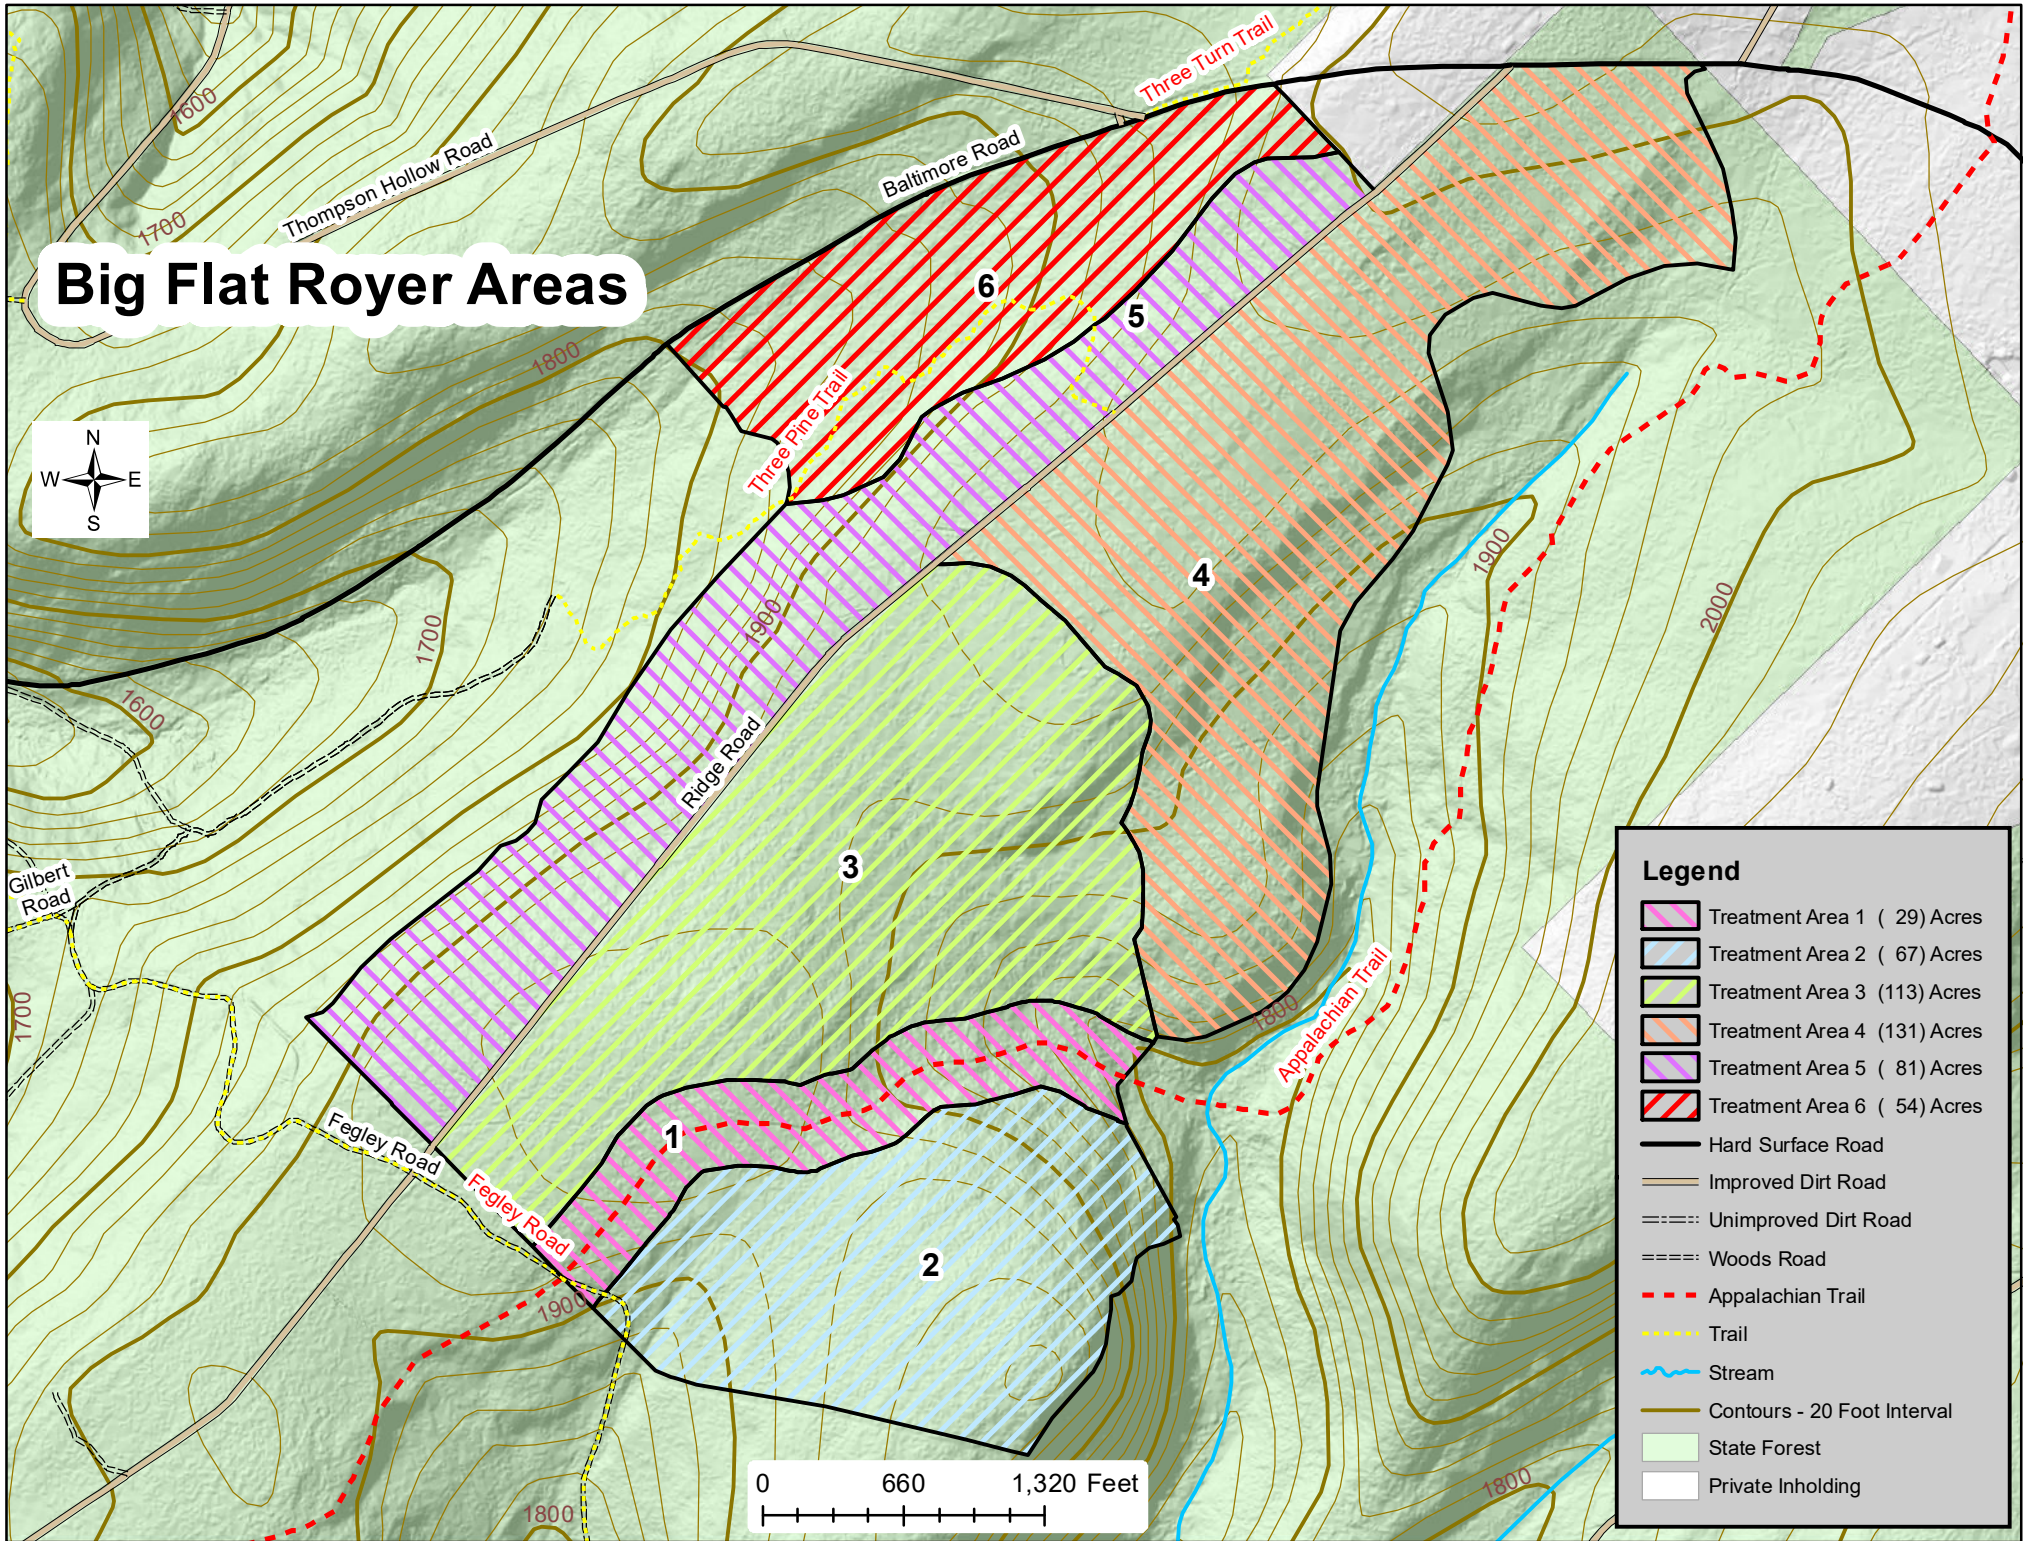 Three Turn Trail
1600
Baltimore Road
Thompson Hollow Road
1700
Big Flat Royer Areas
6
5
1800
Three Pine Trail
N
W E
S
1900
4
2000
1900
1700
1600
Ridge Road
3
Gilbert
Road
1700
Appalachian Trail
1800
Fegley Road
1
Fegley Road
2
1900
1800
1800
0 660 1,320 Feet
Legend
Treatment Area 1 ( 29) Acres
Treatment Area 2 ( 67) Acres
Treatment Area 3 (113) Acres
Treatment Area 4 (131) Acres
Treatment Area 5 ( 81) Acres
Treatment Area 6 ( 54) Acres
Hard Surface Road
Improved Dirt Road
Unimproved Dirt Road
Woods Road
Appalachian Trail
Trail
Stream
Contours - 20 Foot Interval
State Forest
Private Inholding